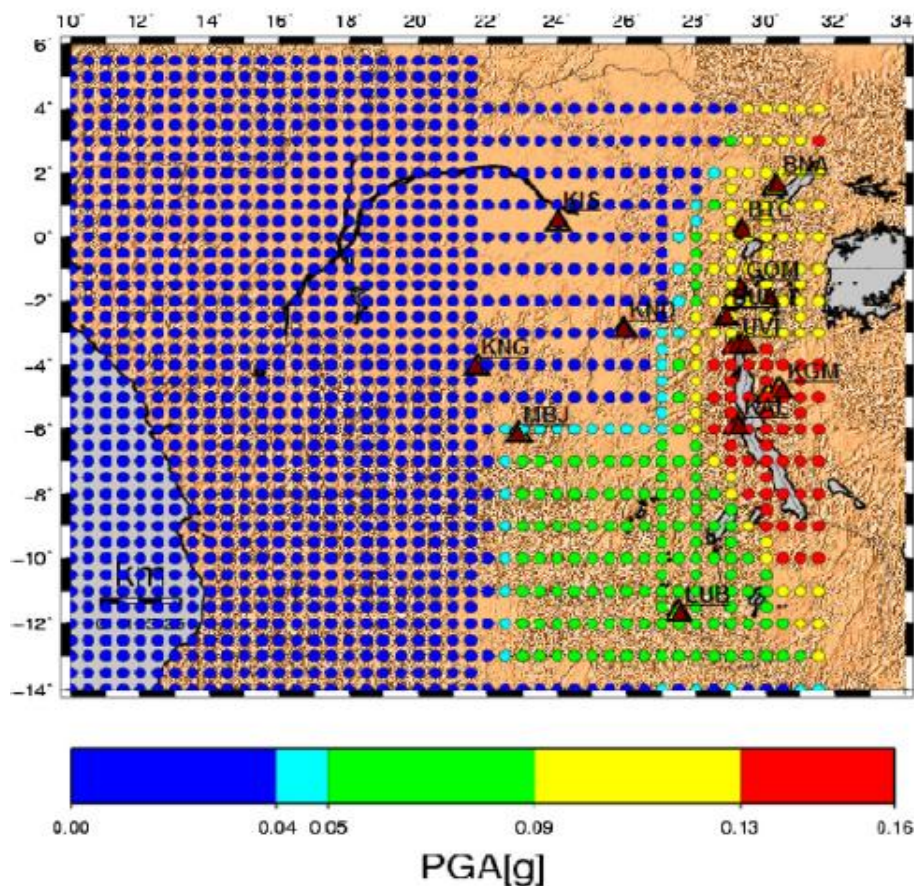 10° 12° 14° 16° 18° 20° 22° 24° 26° 28° 30° 32° 34°
6°
4°
2°
0°
−2°
−4°
−6°
−8°
−10°
−12°
−14°
BNA
KIS
BTC
GOM
KND
UVI
KNG
KGM
KAL
MBJ
km
LUB
0.00 0.04 0.05 0.09 0.13 0.16
PGA[g]